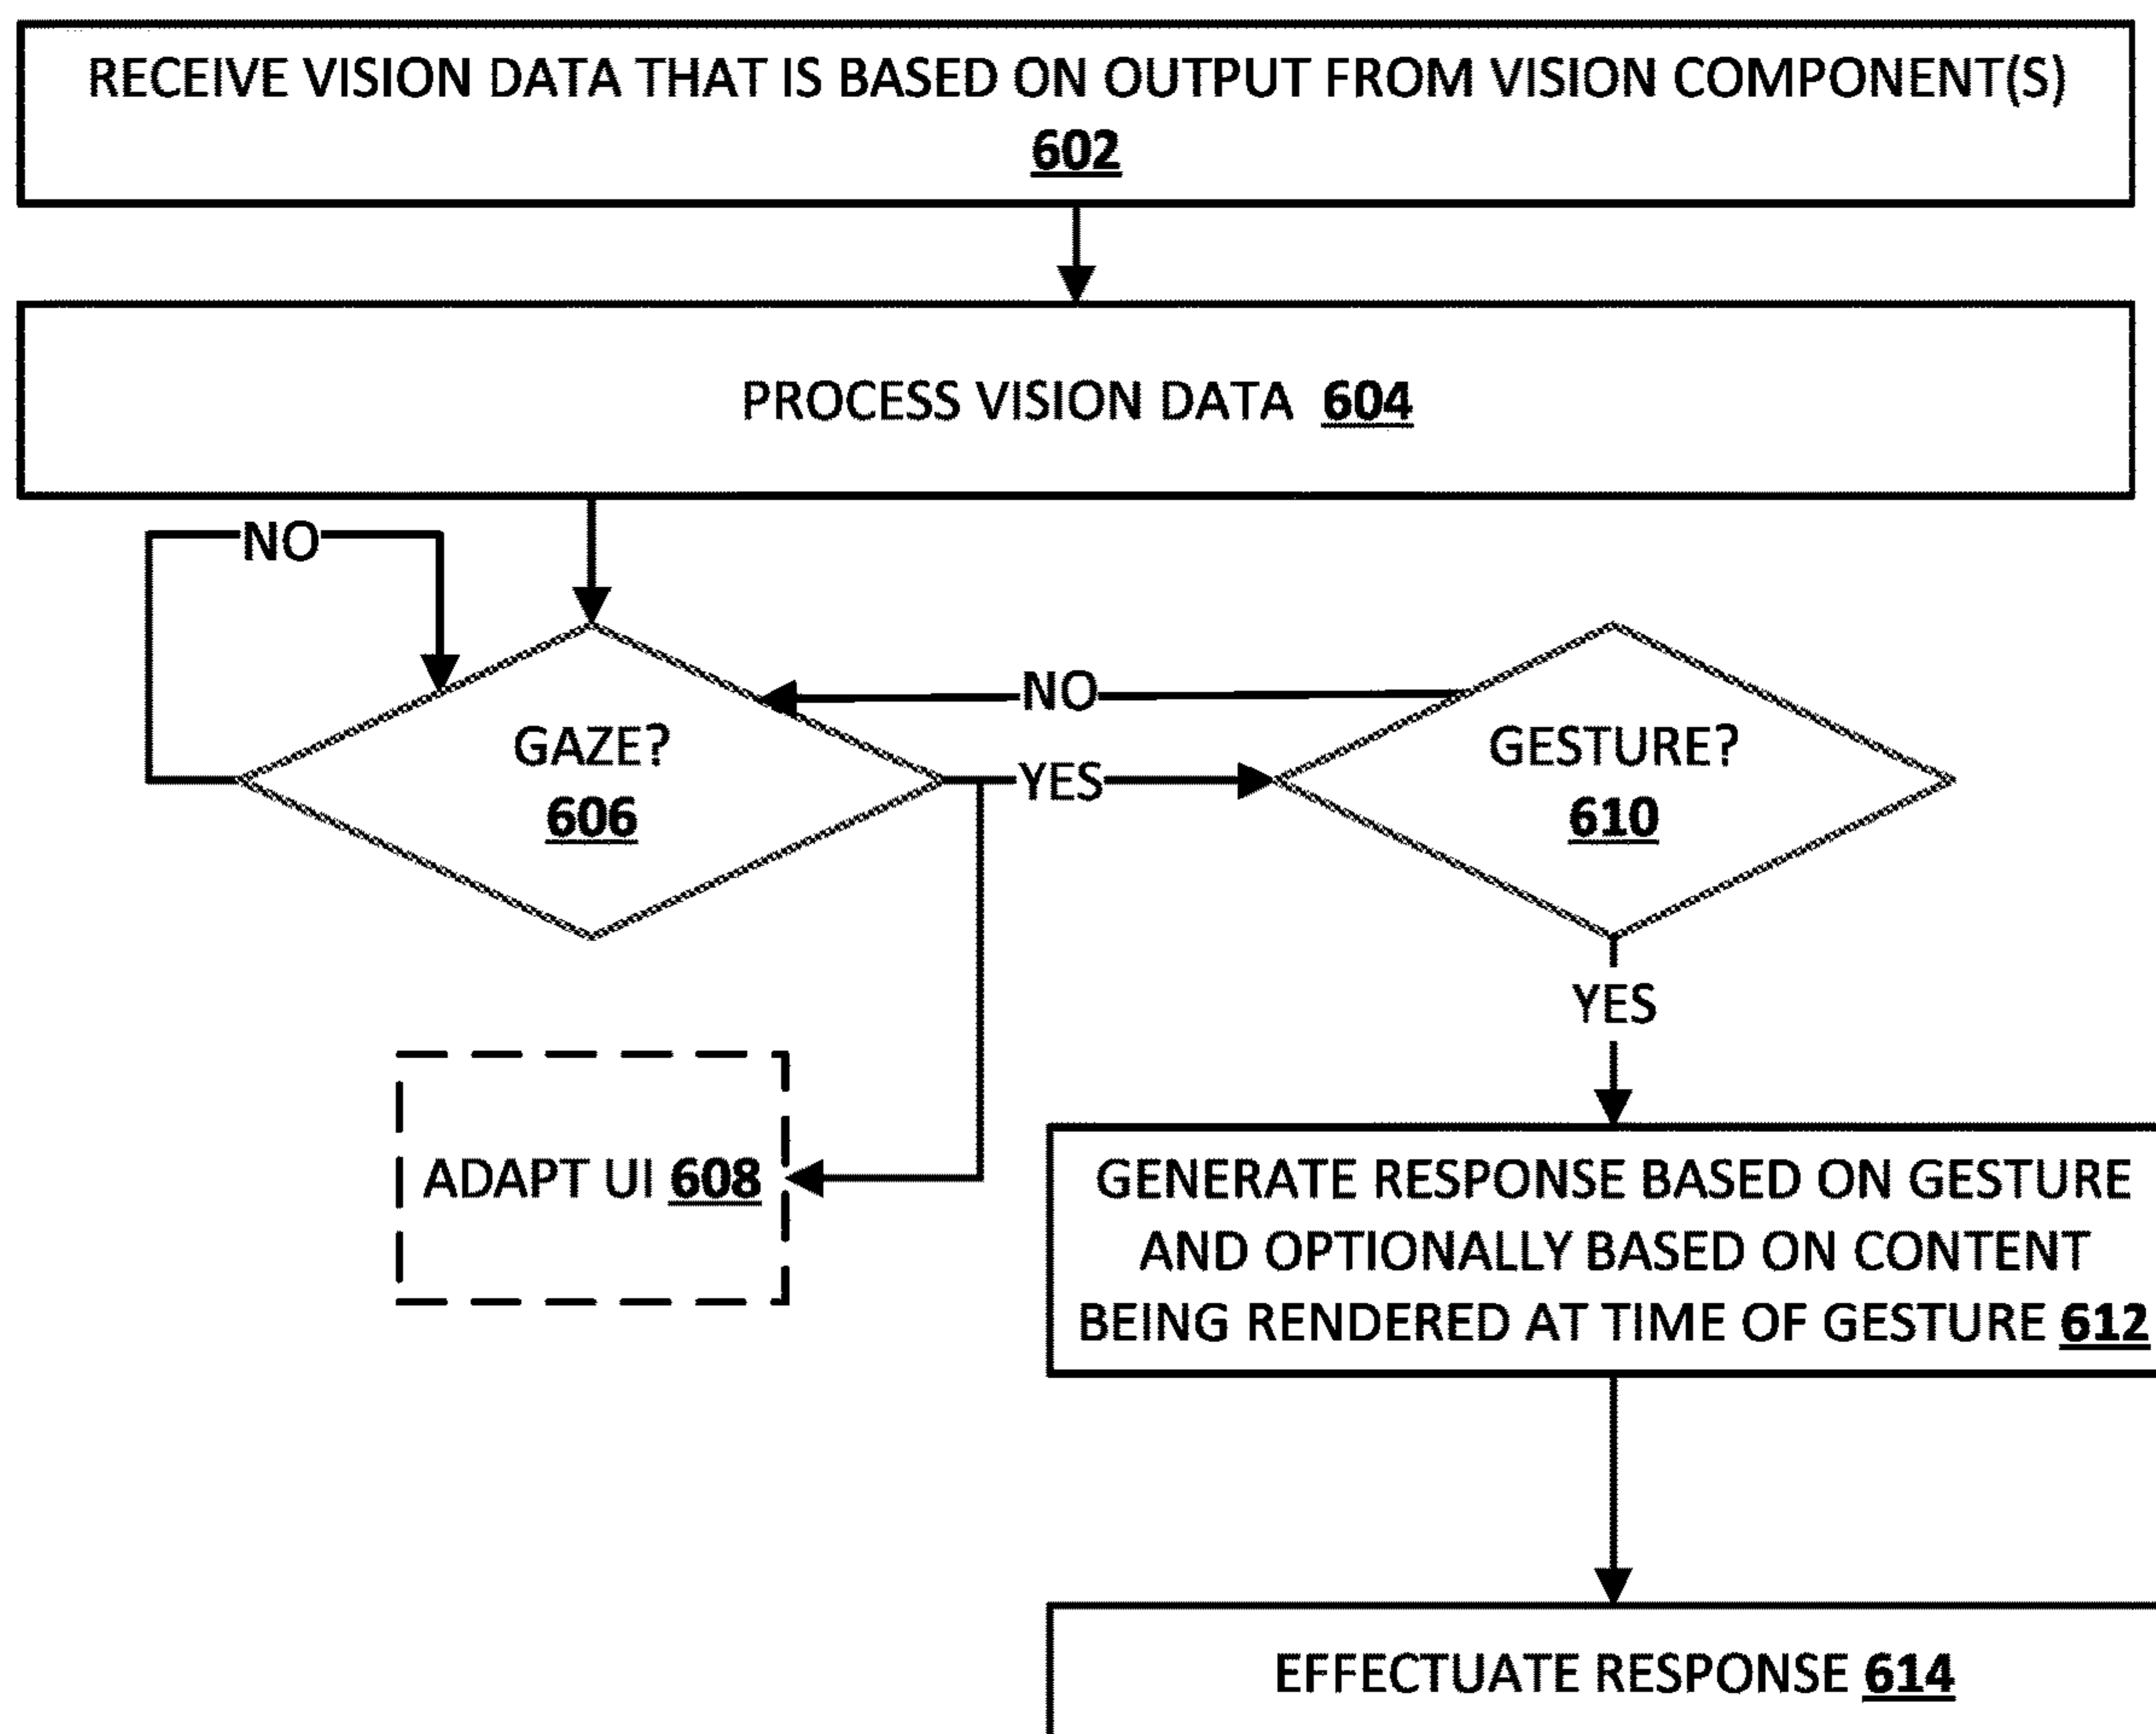 RECEIVE VISION DATA THAT IS BASED ON OUTPUT FROM VISION COMPONENT(S)
602
PROCESS VISION DATA 604
NO
NO
GAZE?
606
YES
GESTURE?
610
YES
ADAPT UI 608
GENERATE RESPONSE BASED ON GESTURE
AND OPTIONALLY BASED ON CONTENT
BEING RENDERED AT TIME OF GESTURE 612
EFFECTUATE RESPONSE 614